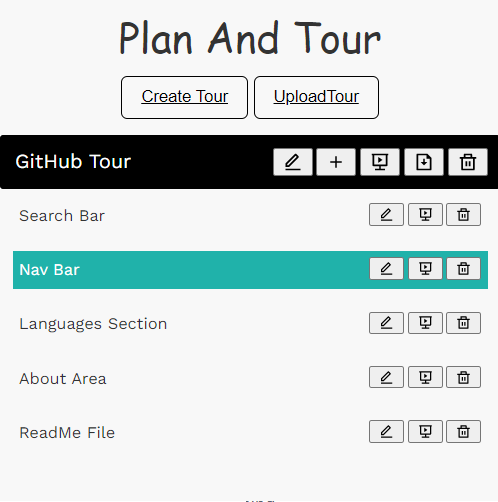 Plan And Tour
Create Tour UploadTour
GitHub Tour
Search Bar
Nav Bar
Languages Section
About Area
ReadMe File